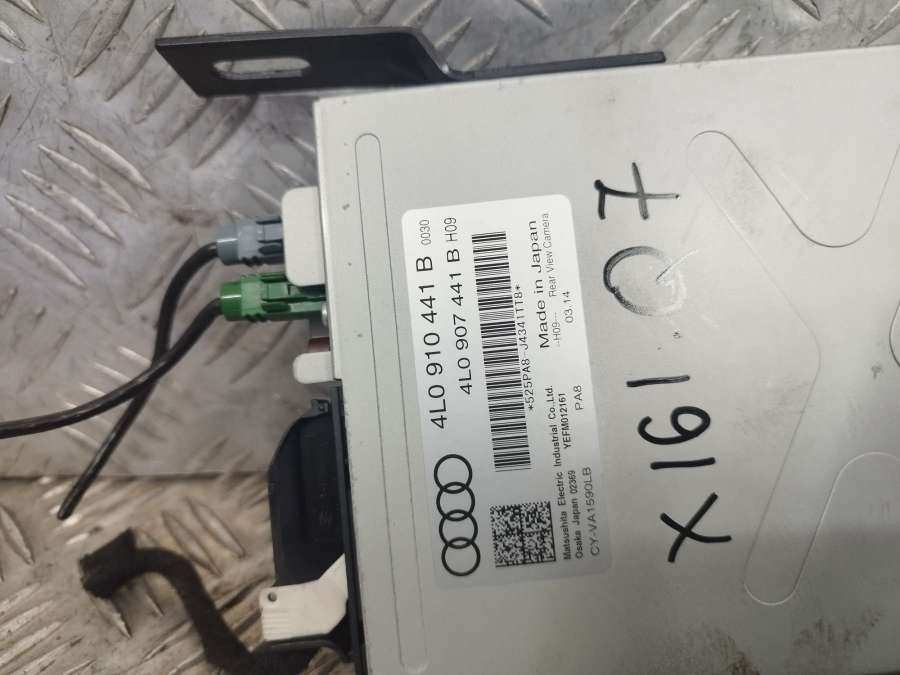 4L0 910 441 B 0030
4L0 907 441 B H09
*525PA8-J4341TT8*
Made in Japan
-H09--- Rear View Camera
03.14
Matsushita Electric Industrial Co.,Ltd.
Osaka Japan 02369 YEFM012161
CY-VA1590LB PA8
X161 Q7